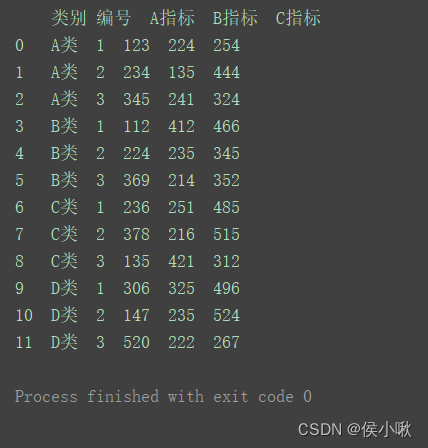 类别 编号 A指标 B指标 C指标
0 A类 1 123 224 254
1 A类 2 234 135 444
2 A类 3 345 241 324
3 B类 1 112 412 466
4 B类 2 224 235 345
5 B类 3 369 214 352
6 C类 1 236 251 485
7 C类 2 378 216 515
8 C类 3 135 421 312
9 D类 1 306 325 496
10 D类 2 147 235 524
11 D类 3 520 222 267
Process finished with exit code 0
CSDN @侯小啾